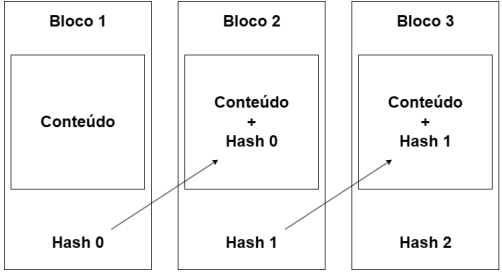 Bloco 1
Conteúdo
Hash 0
Bloco 2
Conteúdo
+
Hash 0
Hash 1
Bloco 3
Conteúdo
+
Hash 1
Hash 2